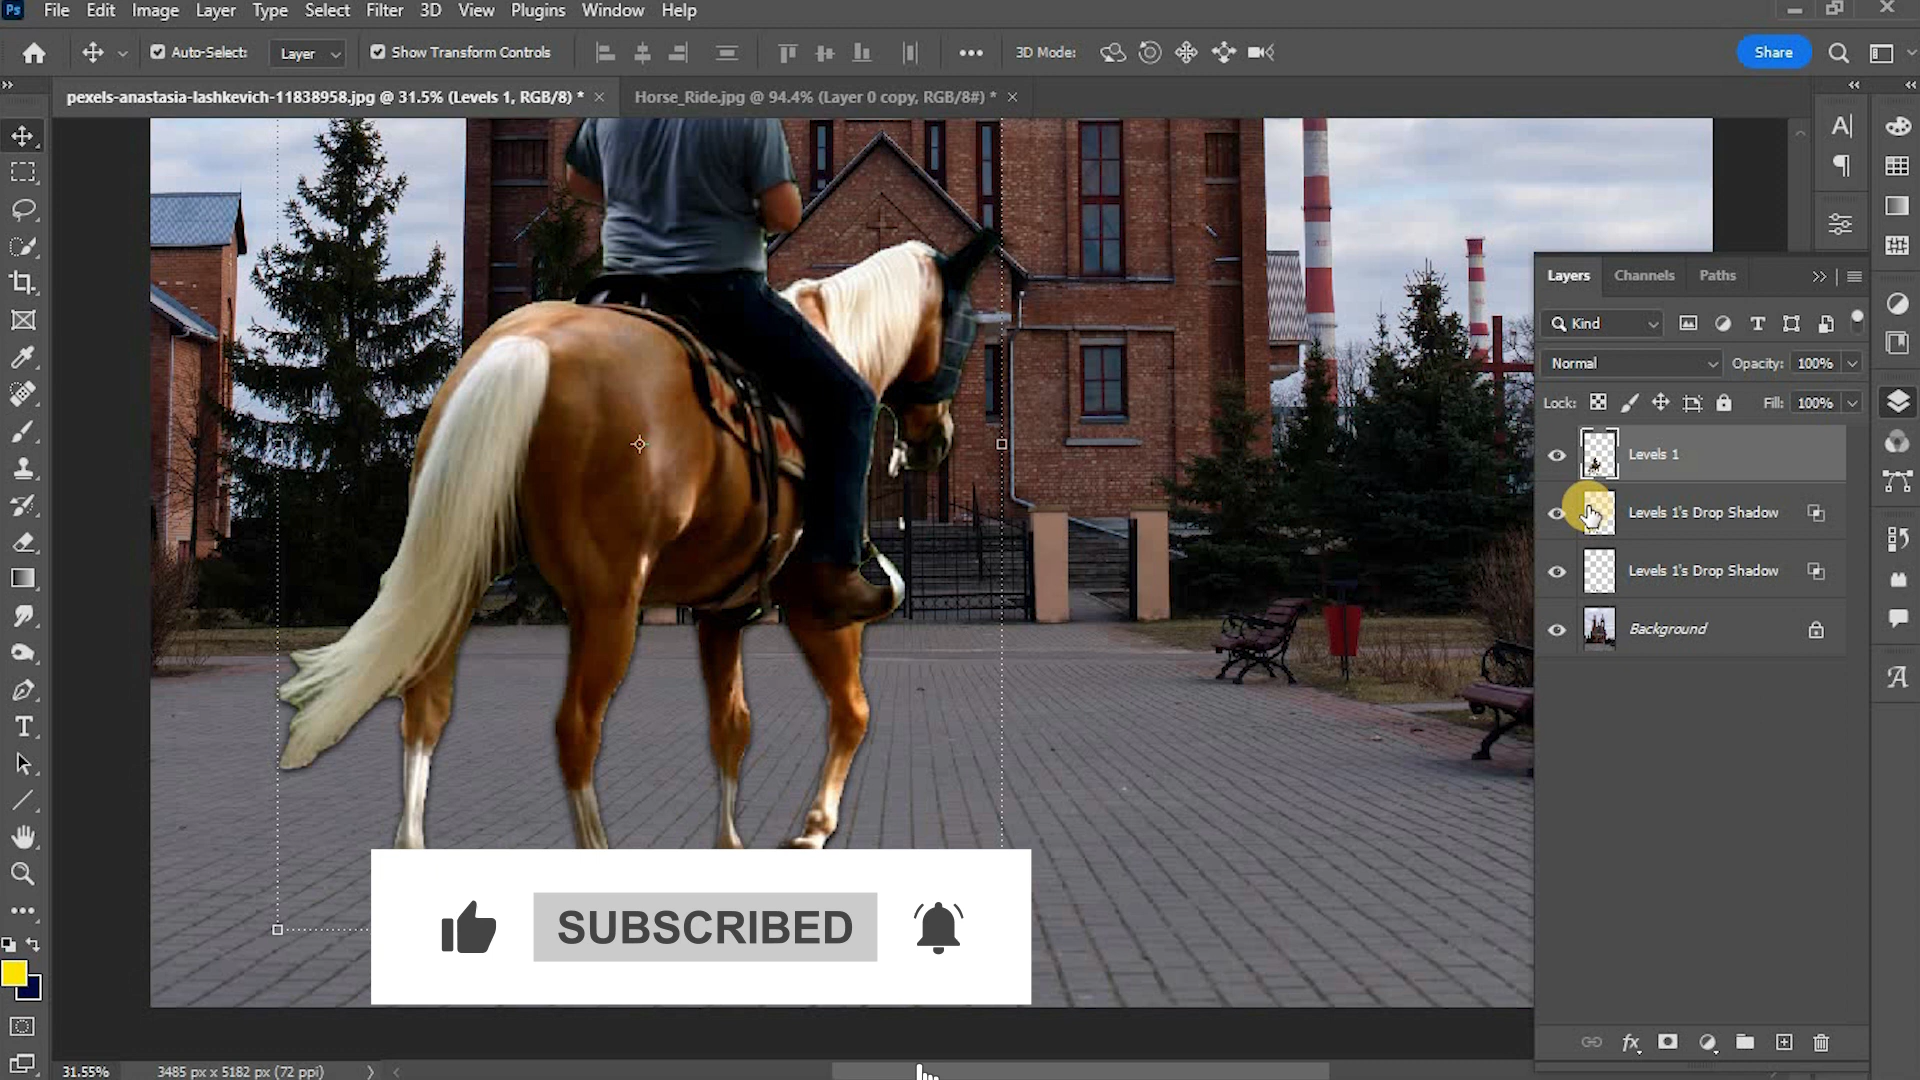 Ps File Edit Image Layer Type Select Filter 3D View Plugins Window Help
Auto-Select: Layer Show Transform Controls 3D Mode: Share
pexels-anastasia-lashkevich-11838958.jpg @ 31.5% (Levels 1, RGB/8) * Horse_Ride.jpg @ 94.4% (Layer 0 copy, RGB/8#) *
Layers Channels Paths
Kind
Normal Opacity: 100%
Lock: Fill: 100%
Levels 1
Levels 1's Drop Shadow
Levels 1's Drop Shadow
Background
SUBSCRIBED
fx
31.55% 3485 px x 5182 px (72 ppi)